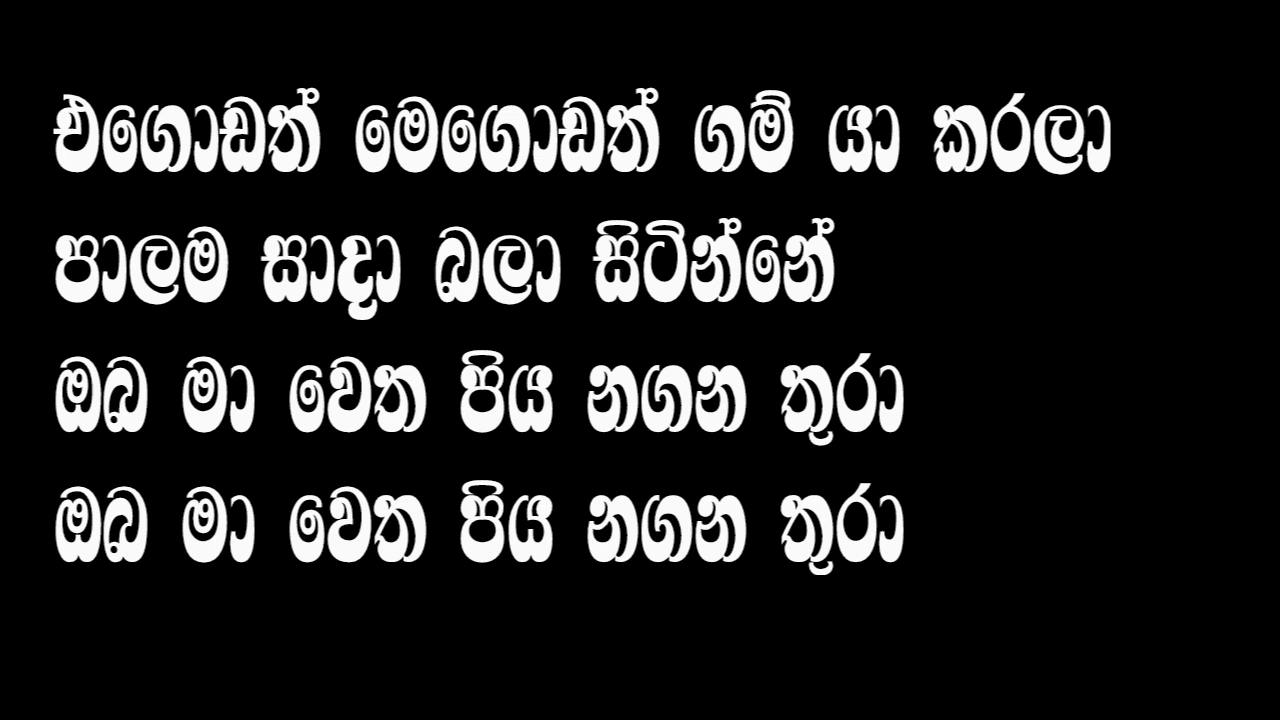 එගොඩත් මෙගොඩත් ගම් යා කරලා
පාලම සාදා බලා සිටින්නේ
ඔබ මා වෙත පිය නගන තුරා
ඔබ මා වෙත පිය නගන තුරා